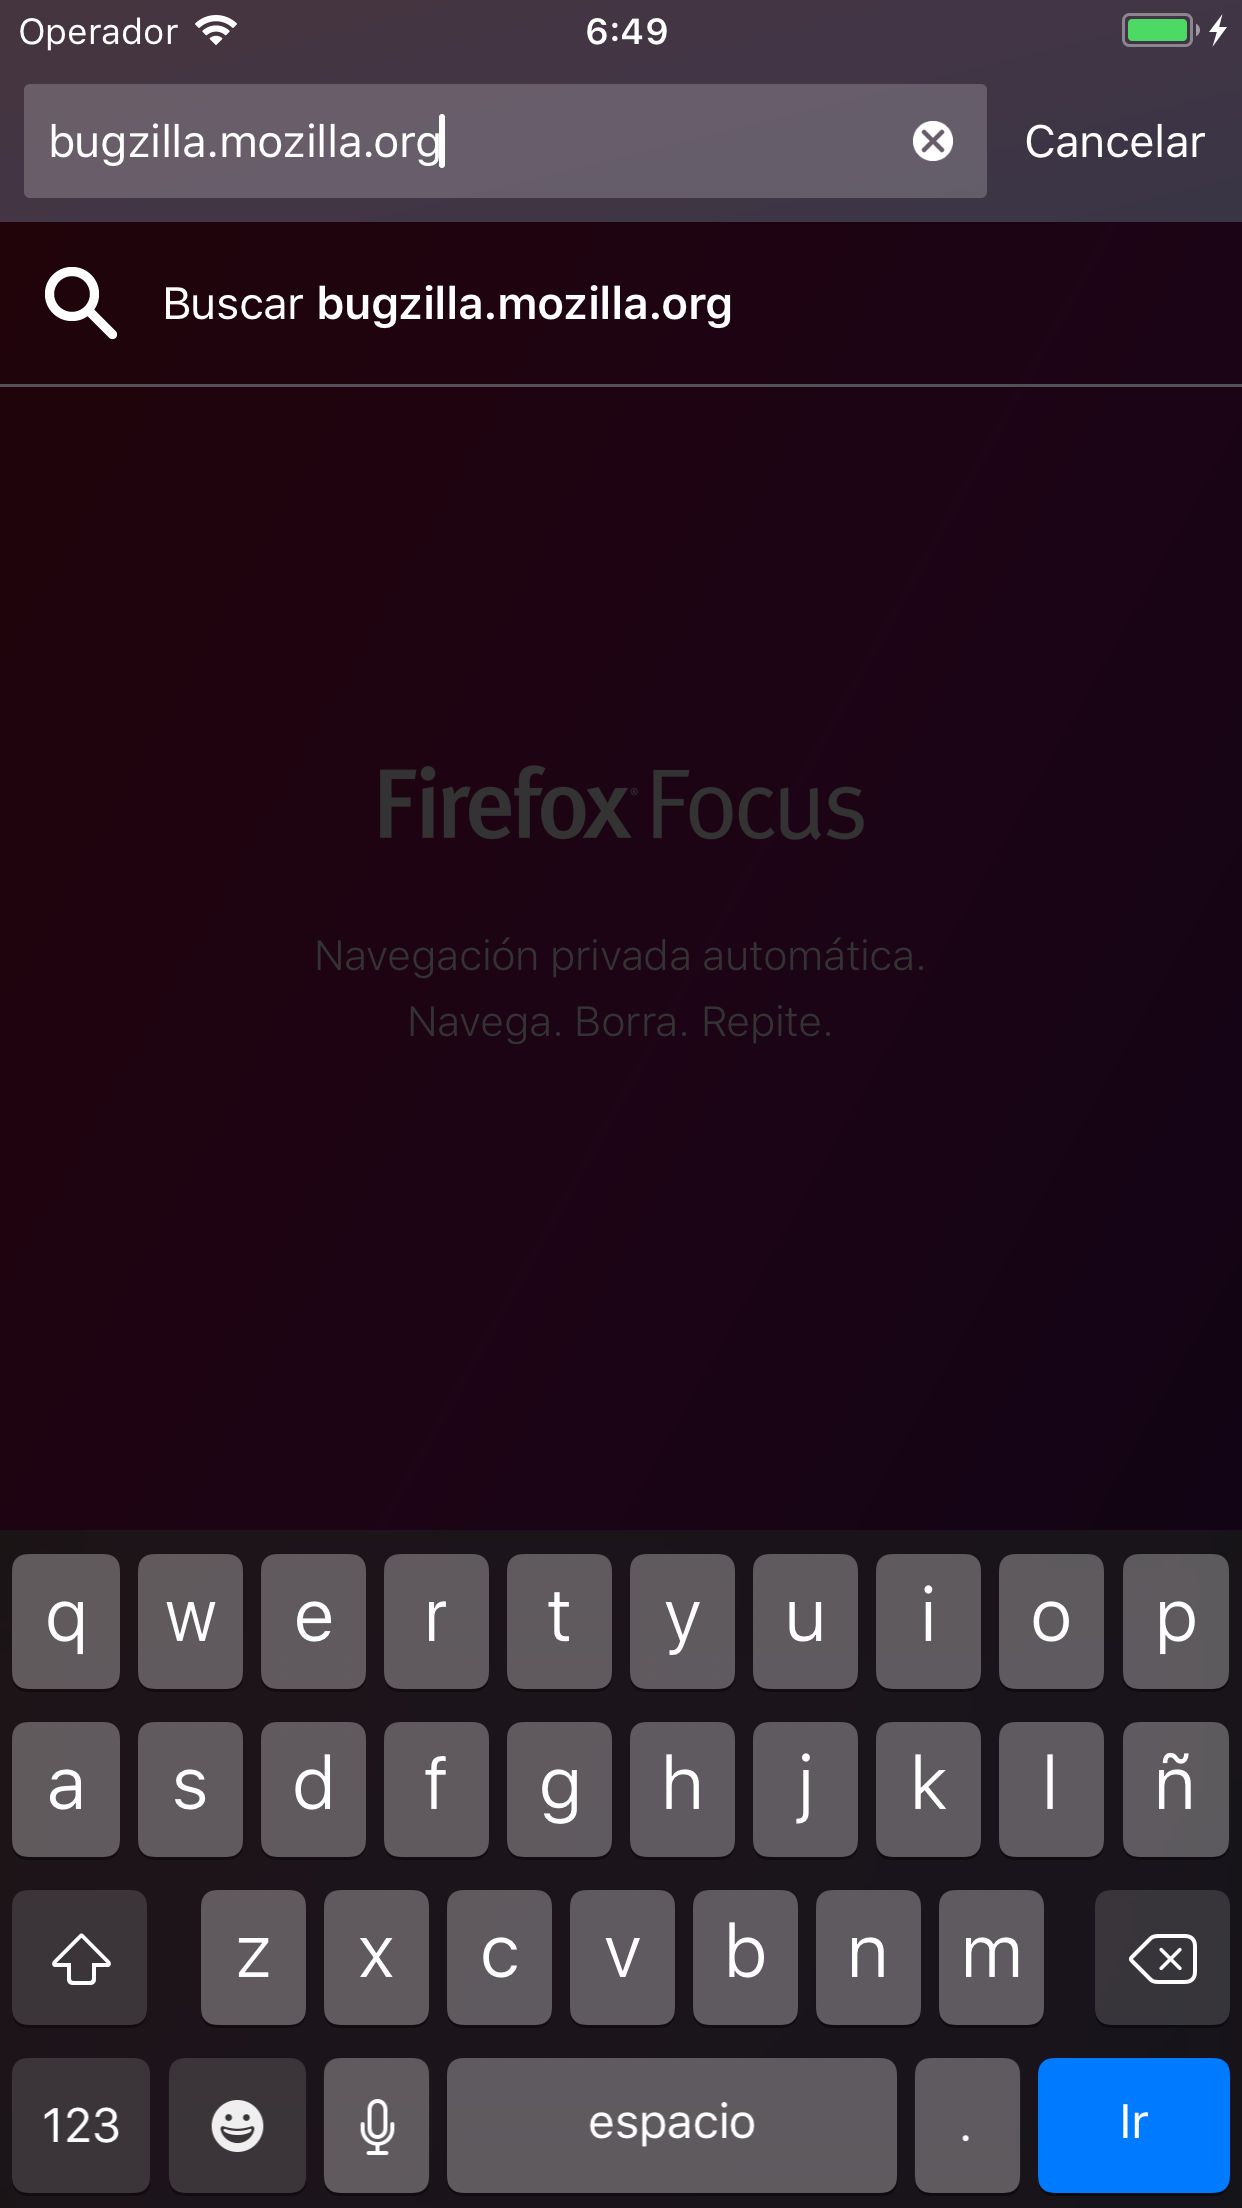 Operador 6:49
bugzilla.mozilla.org Cancelar
Buscar bugzilla.mozilla.org
Firefox® Focus
Navegación privada automática.
Navega. Borra. Repite.
q w e r t y u i o p
a s d f g h j k l ñ
z x c v b n m
123 espacio . Ir